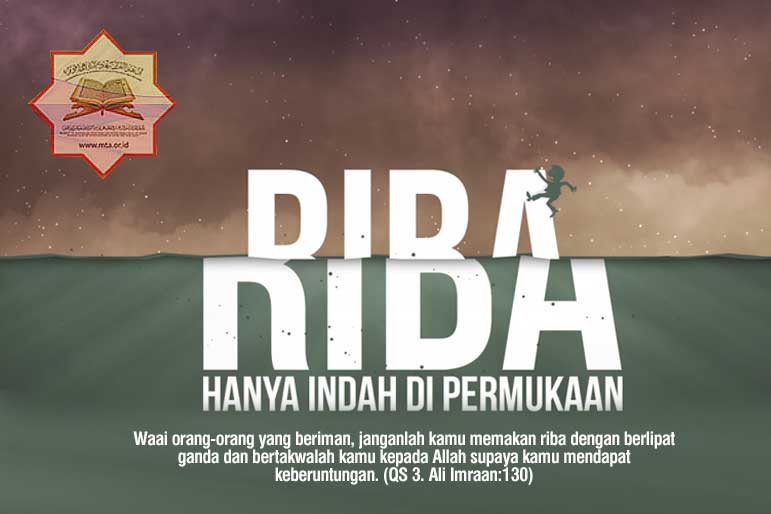 www.mta.or.id
RIBA
HANYA INDAH DI PERMUKAAN
Waai orang-orang yang beriman, janganlah kamu memakan riba dengan berlipat
ganda dan bertakwalah kamu kepada Allah supaya kamu mendapat
keberuntungan. (QS 3. Ali Imraan:130)